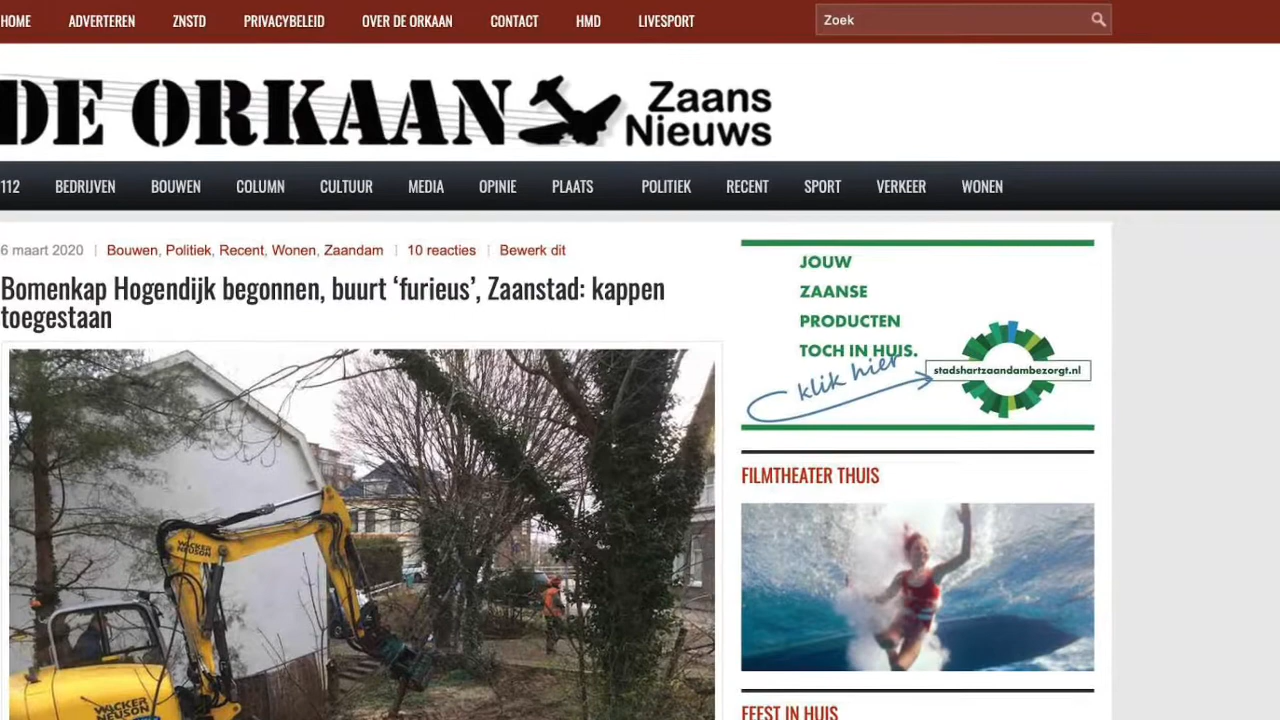 HOME ADVERTEREN ZNSTD PRIVACYBELEID OVER DE ORKAAN CONTACT HMD LIVESPORT Zoek
DE ORKAAN Zaans
Nieuws
112 BEDRIJVEN BOUWEN COLUMN CULTUUR MEDIA OPINIE PLAATS POLITIEK RECENT SPORT VERKEER WONEN
6 maart 2020 | Bouwen, Politiek, Recent, Wonen, Zaandam | 10 reacties | Bewerk dit
Bomenkap Hogendijk begonnen, buurt ‘furieus’, Zaanstad: kappen
toegestaan
WACKER
NEUSON
WACKER
NEUSON
JOUW
ZAANSE
PRODUCTEN
TOCH IN HUIS.
klik hier
stadshartzaandambezorgt.nl
FILMTHEATER THUIS
FEEST IN HUIS